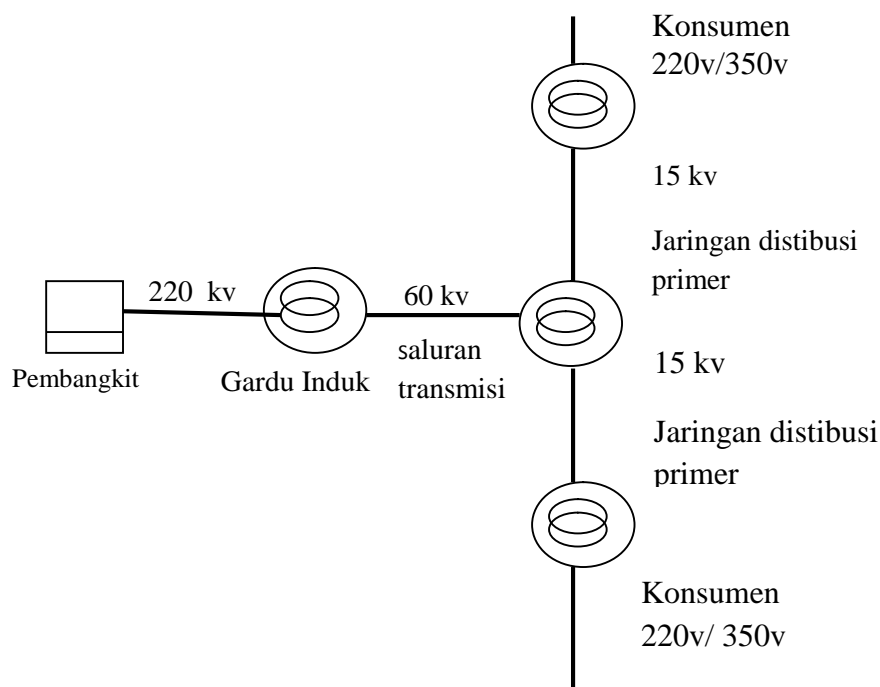 Konsumen
220v/350v
15 kv
Jaringan distibusi
primer
220 kv
60 kv
saluran
transmisi
Pembangkit
Gardu Induk
15 kv
Jaringan distibusi
primer
Konsumen
220v/ 350v